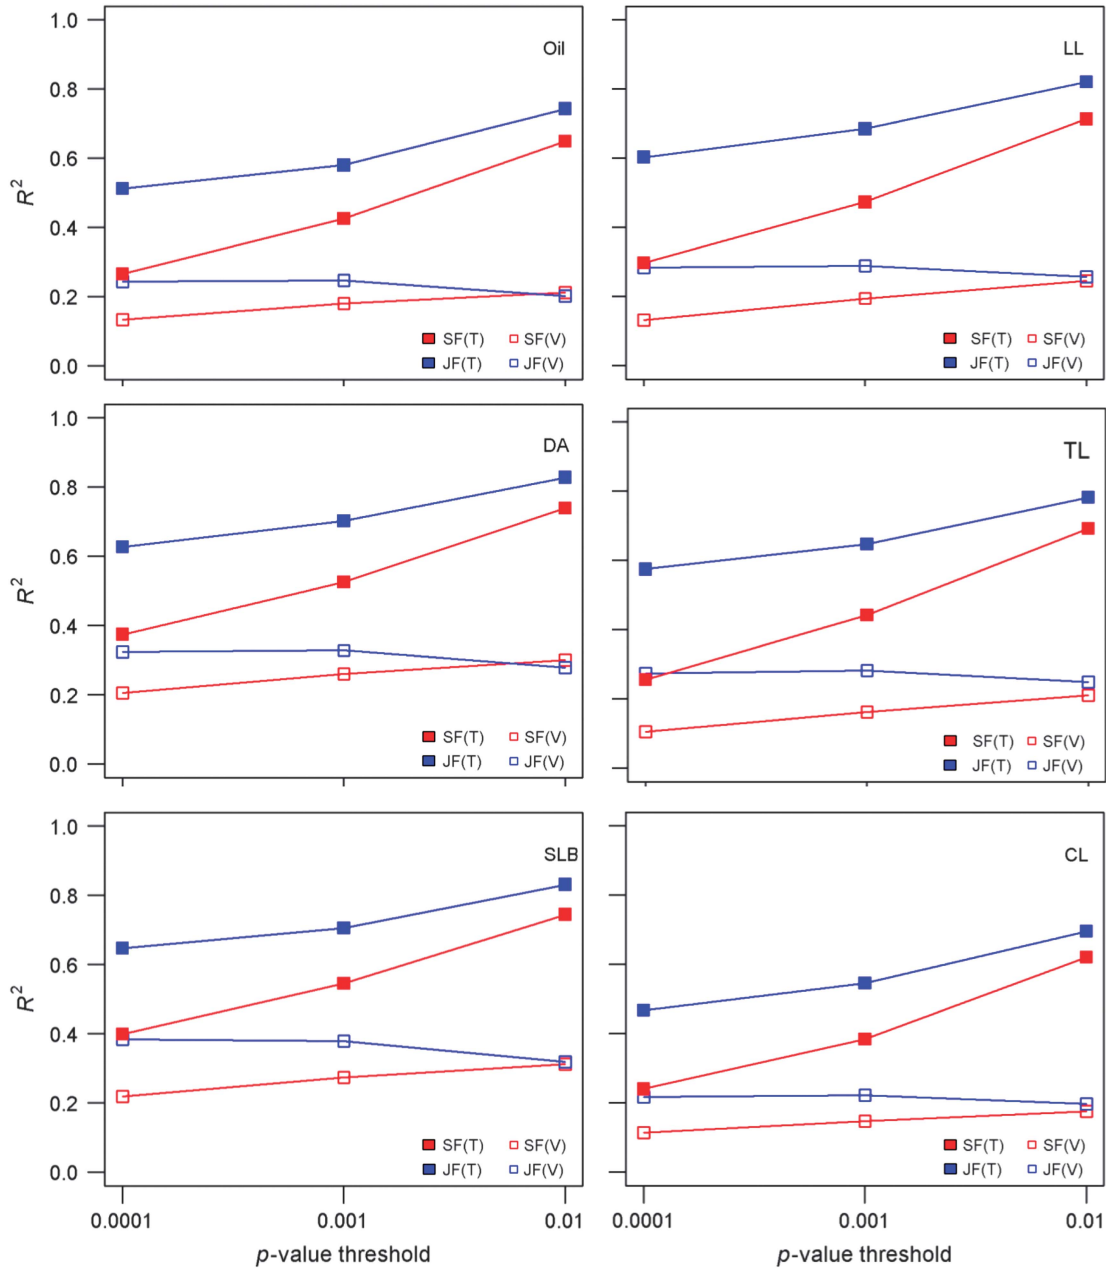 1.0
0.8
0.6
0.4
0.2
0.0
R²
Oil
SF(T) SF(V)
JF(T) JF(V)
LL
SF(T) SF(V)
JF(T) JF(V)
1.0
0.8
0.6
0.4
0.2
0.0
R²
DA
SF(T) SF(V)
JF(T) JF(V)
TL
SF(T) SF(V)
JF(T) JF(V)
1.0
0.8
0.6
0.4
0.2
0.0
R²
SLB
SF(T) SF(V)
JF(T) JF(V)
0.0001 0.001 0.01
p-value threshold
CL
SF(T) SF(V)
JF(T) JF(V)
0.0001 0.001 0.01
p-value threshold